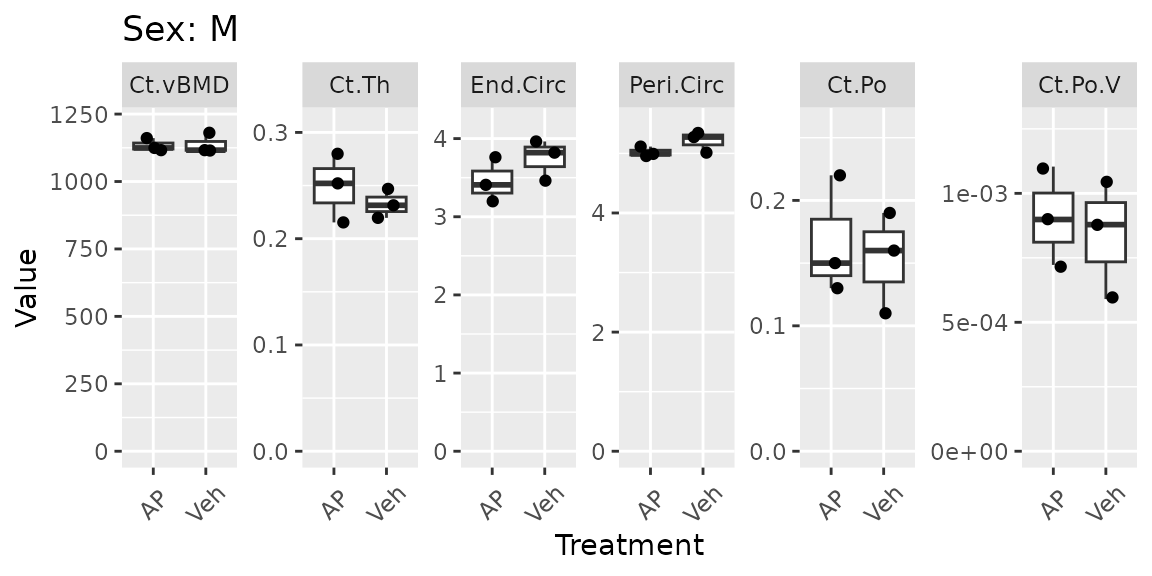 Sex: M
Ct.vBMD Ct.Th End.Circ Peri.Circ Ct.Po Ct.Po.V
Value
1250
1000
750
500
250
0
0.3
0.2
0.1
0.0
4
3
2
1
0
4
2
0
0.2
0.1
0.0
1e-03
5e-04
0e+00
AP Veh AP Veh AP Veh AP Veh AP Veh AP Veh
Treatment